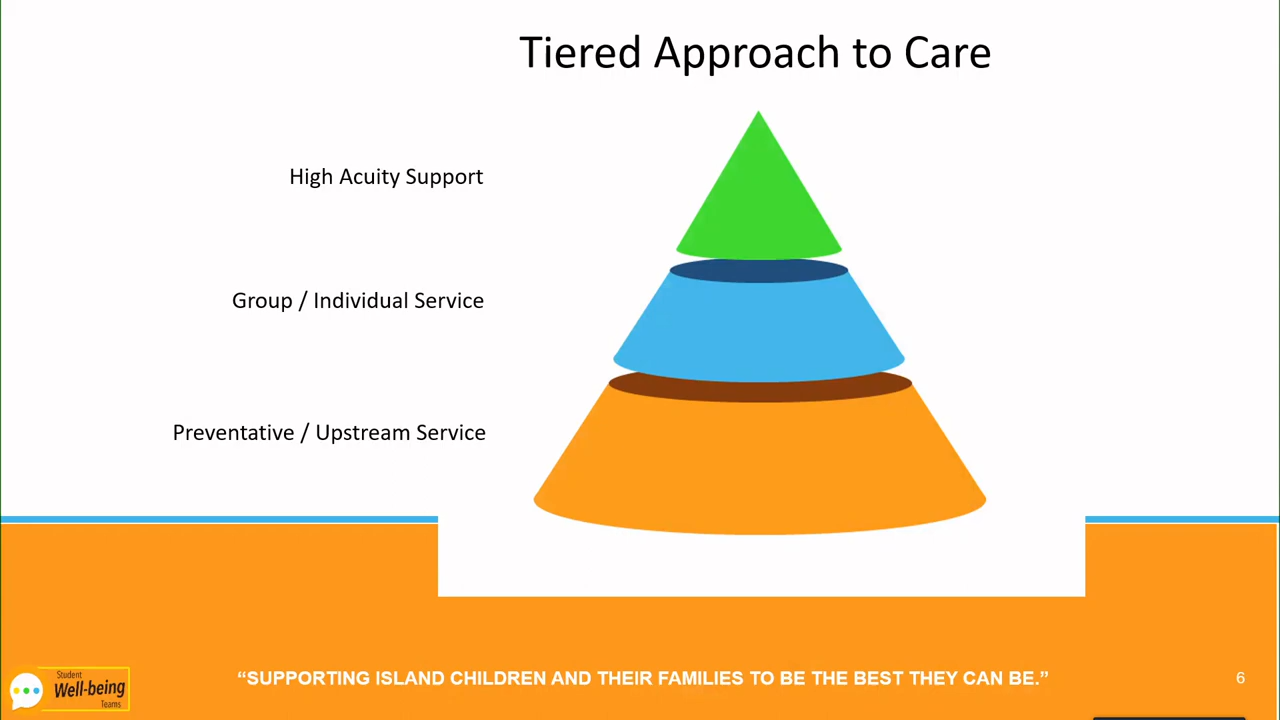 Tiered Approach to Care
High Acuity Support
Group / Individual Service
Preventative / Upstream Service
Student
Well-being
Teams
“SUPPORTING ISLAND CHILDREN AND THEIR FAMILIES TO BE THE BEST THEY CAN BE.”
6